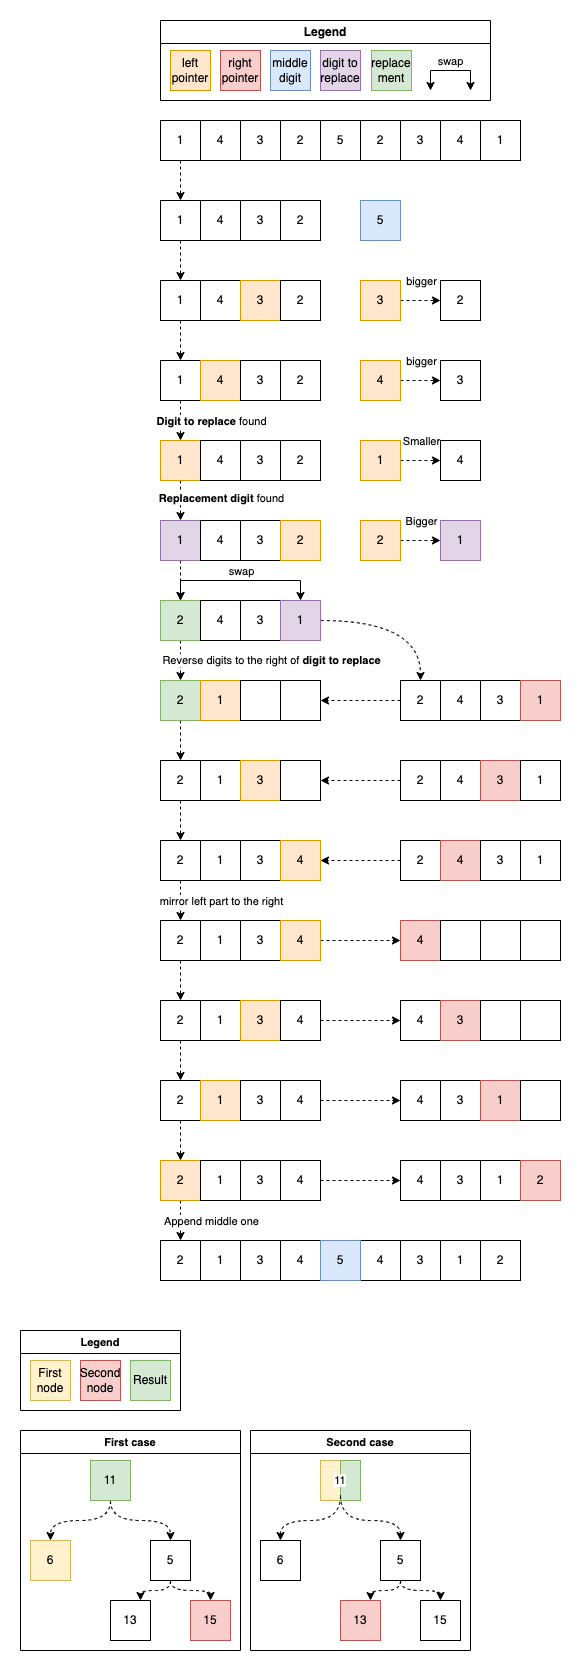 Legend
left pointer
right pointer
middle digit
digit to replace
replace ment
swap
1 4 3 2 5 2 3 4 1
1 4 3 2 5
bigger
1 4 3 2 3 2
bigger
1 4 3 2 4 3
Digit to replace found
Smaller
1 4 3 2 1 4
Replacement digit found
Bigger
1 4 3 2 2 1
swap
2 4 3 1
Reverse digits to the right of digit to replace
2 1 2 4 3 1
2 1 3 2 4 3 1
2 1 3 4 2 4 3 1
mirror left part to the right
2 1 3 4 4
2 1 3 4 4 3
2 1 3 4 4 3 1
2 1 3 4 4 3 1 2
Append middle one
2 1 3 4 5 4 3 1 2
Legend
First node
Second node
Result
First case
11
6 5
13 15
Second case
11
6 5
13 15